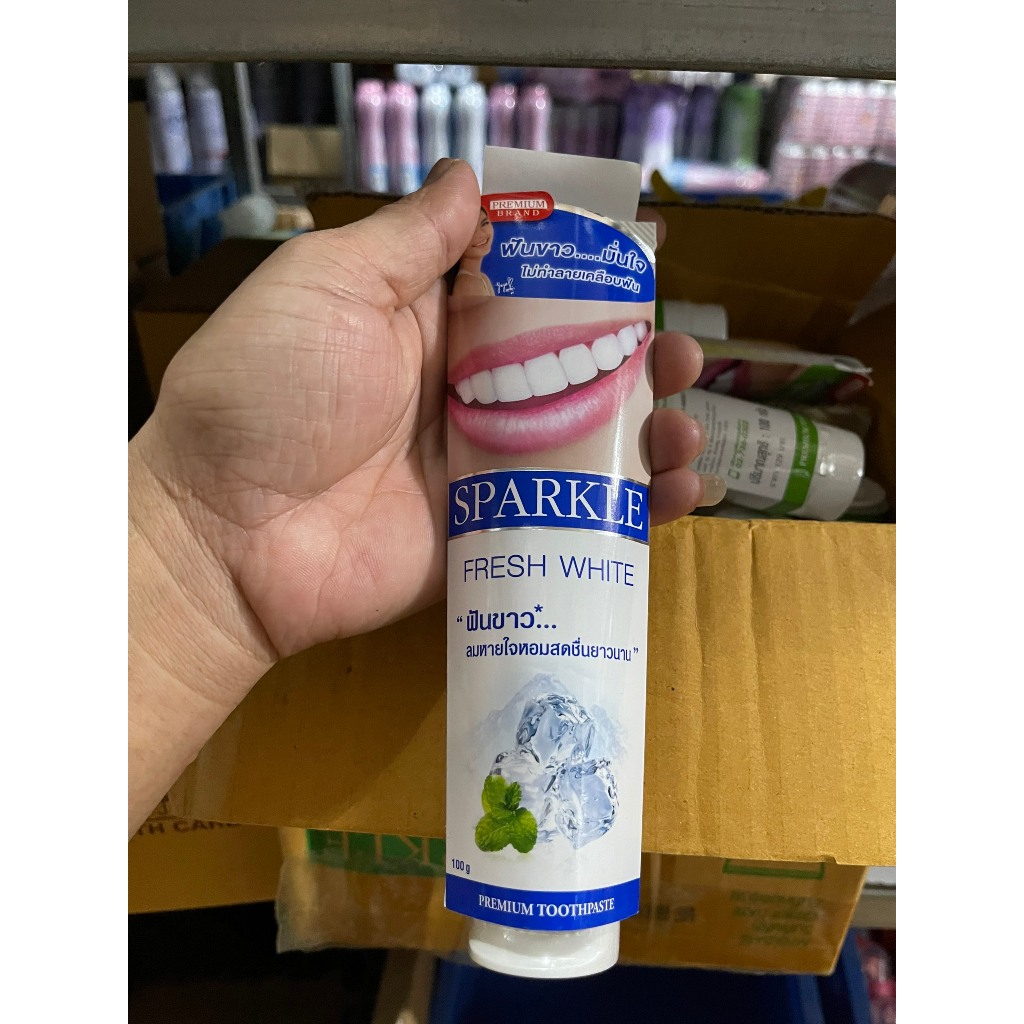 PREMIUM
BRAND
ฟันขาว....มั่นใจ
ไม่ทำลายเคลือบฟัน
SPARKLE
FRESH WHITE
“ ฟันขาว*...
ลมหายใจหอมสดชื่นยาวนาน ”
100 g
PREMIUM TOOTHPASTE
TH CARE